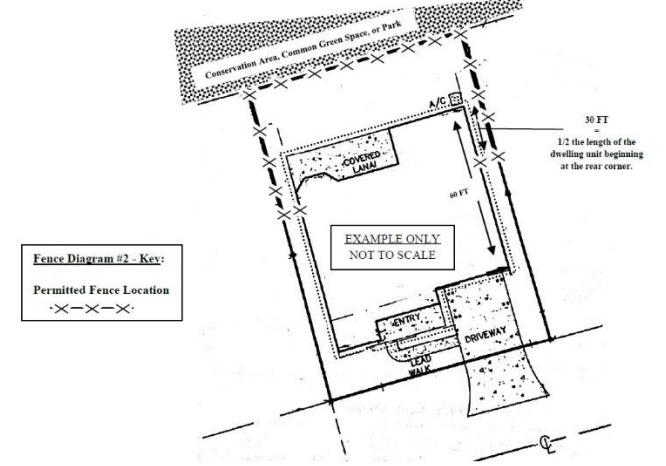 Conservation Area, Common Green Space, or Park
A/C
30 FT
=
1/2 the length of the
dwelling unit beginning
at the rear corner.
COVERED
LANAI
60 FT
EXAMPLE ONLY
NOT TO SCALE
Fence Diagram #2 - Key:
Permitted Fence Location
ENTRY
DRIVEWAY
LEAD
WALK